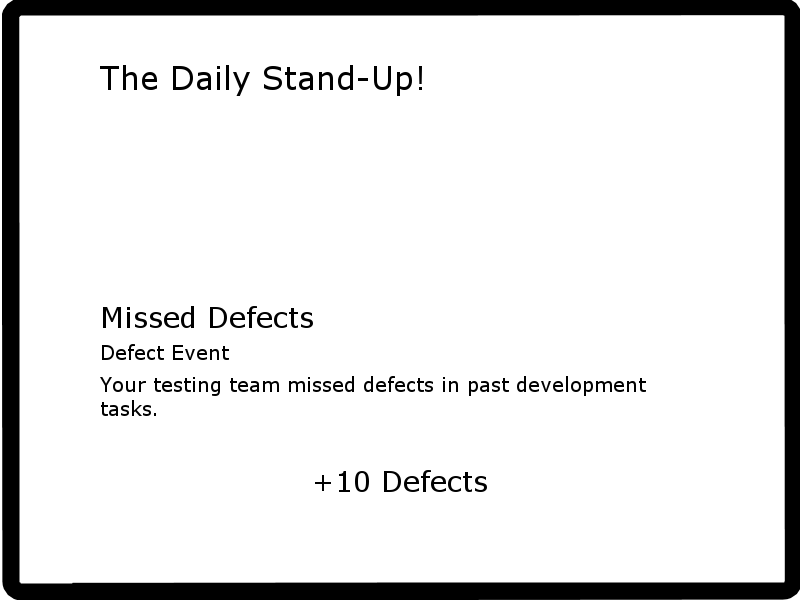 The Daily Stand-Up!
Missed Defects
Defect Event
Your testing team missed defects in past development
tasks.
+10 Defects